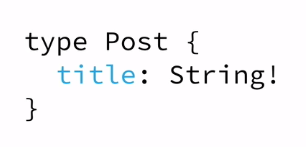 type Post {
  title: String!
}